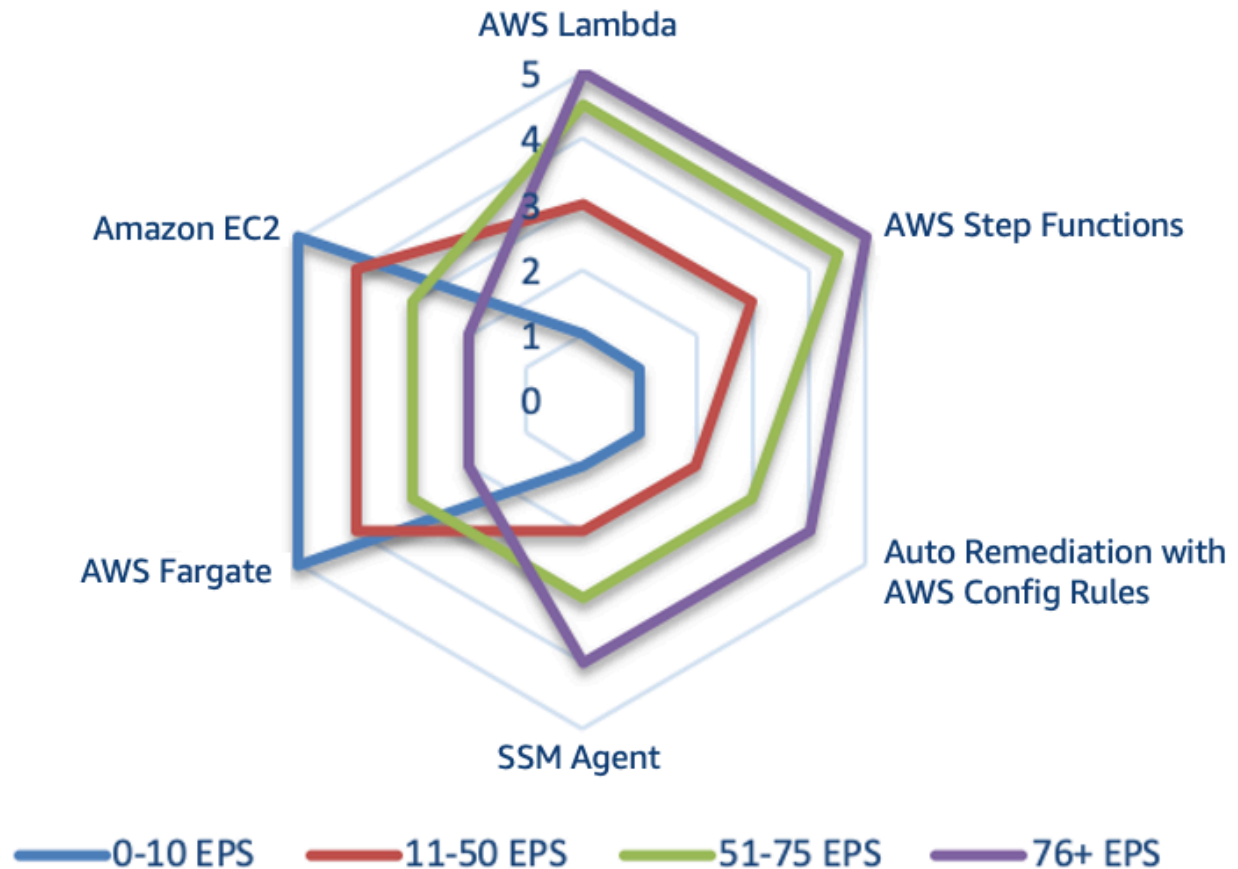 AWS Lambda
5
4
3
2
1
0
Amazon EC2
AWS Step Functions
AWS Fargate
Auto Remediation with
AWS Config Rules
SSM Agent
0-10 EPS
11-50 EPS
51-75 EPS
76+ EPS